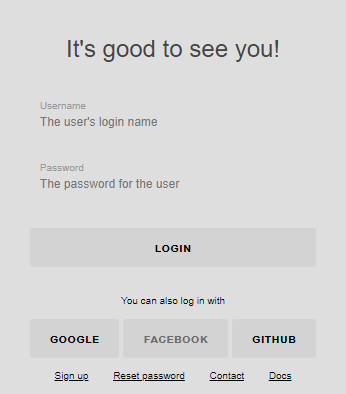 It's good to see you!
Username
The user's login name
Password
The password for the user
LOGIN
You can also log in with
GOOGLE FACEBOOK GITHUB
Sign up Reset password Contact Docs